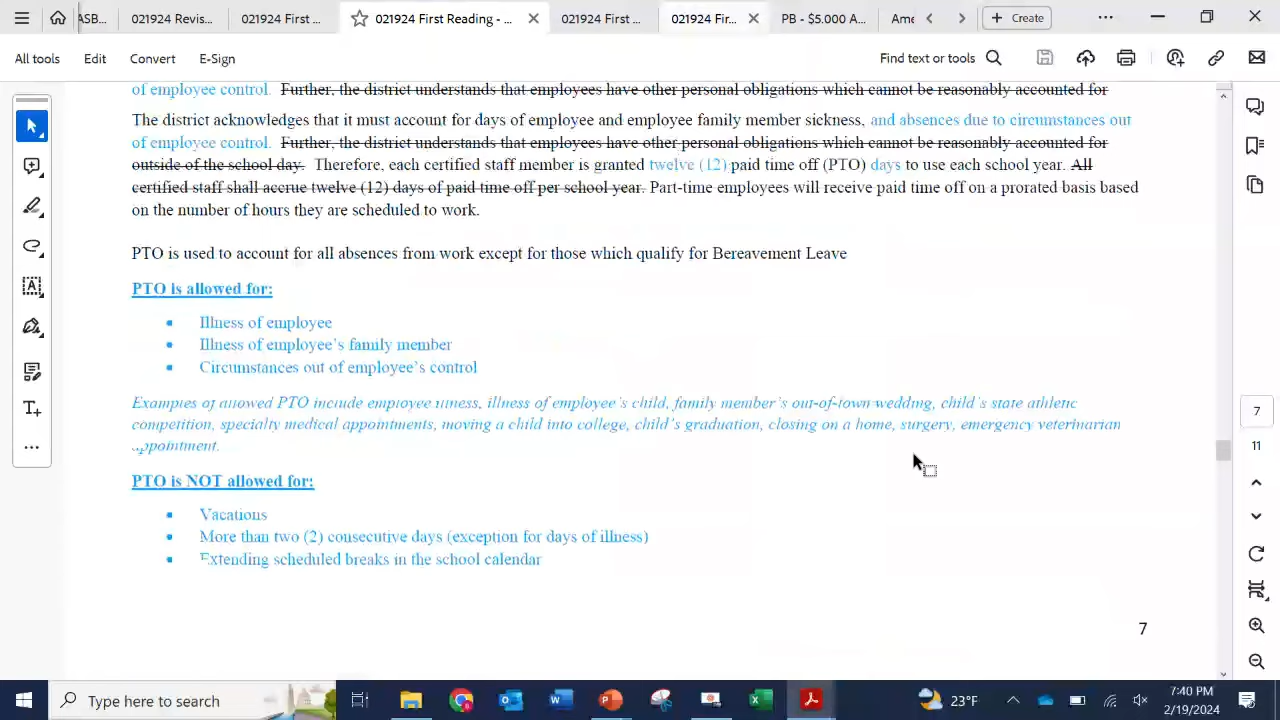 ASB...
021924 Revis...
021924 First ...
021924 First Reading - ...
021924 First ...
021924 Fir...
PB - $5.000 A...
Ame
Create
All tools
Edit
Convert
E-Sign
Find text or tools
of employee control. Further, the district understands that employees have other personal obligations which cannot be reasonably accounted for
The district acknowledges that it must account for days of employee and employee family member sickness, and absences due to circumstances out
of employee control. Further, the district understands that employees have other personal obligations which cannot be reasonably accounted for
outside of the school day. Therefore, each certified staff member is granted twelve (12) paid time off (PTO) days to use each school year. All
certified staff shall accrue twelve (12) days of paid time off per school year. Part-time employees will receive paid time off on a prorated basis based
on the number of hours they are scheduled to work.
PTO is used to account for all absences from work except for those which qualify for Bereavement Leave
PTO is allowed for:
• Illness of employee
• Illness of employee's family member
• Circumstances out of employee's control
Examples of allowed PTO include employee illness, illness of employee's child, family member's out-of-town wedding, child's state athletic
competition, specialty medical appointments, moving a child into college, child's graduation, closing on a home, surgery, emergency veterinarian
appointment.
PTO is NOT allowed for:
• Vacations
• More than two (2) consecutive days (exception for days of illness)
• Extending scheduled breaks in the school calendar
7
7
11
Type here to search
23°F
7:40 PM
2/19/2024